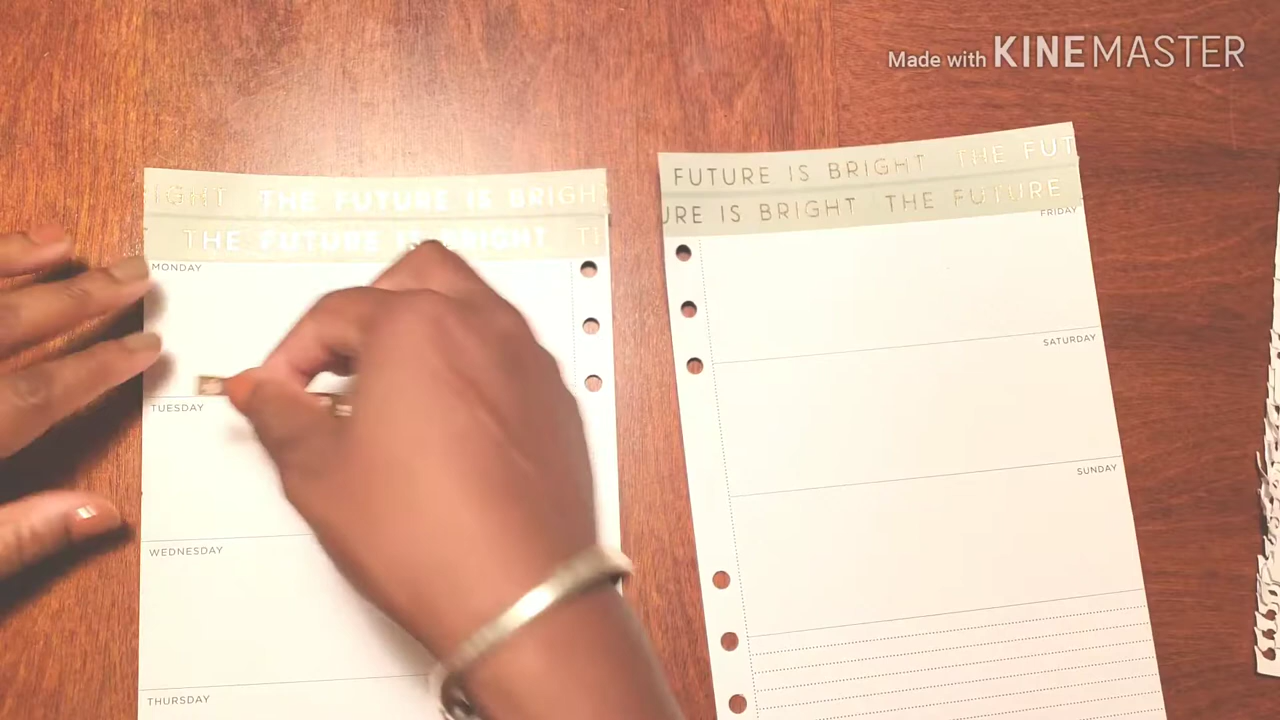 Made with KINEMASTER
IGHT THE FUTURE IS BRIGH
T THE FUTURE IS BRIGHT TH
MONDAY
TUESDAY
WEDNESDAY
THURSDAY
FUTURE IS BRIGHT THE FUT
URE IS BRIGHT THE FUTURE
FRIDAY
SATURDAY
SUNDAY